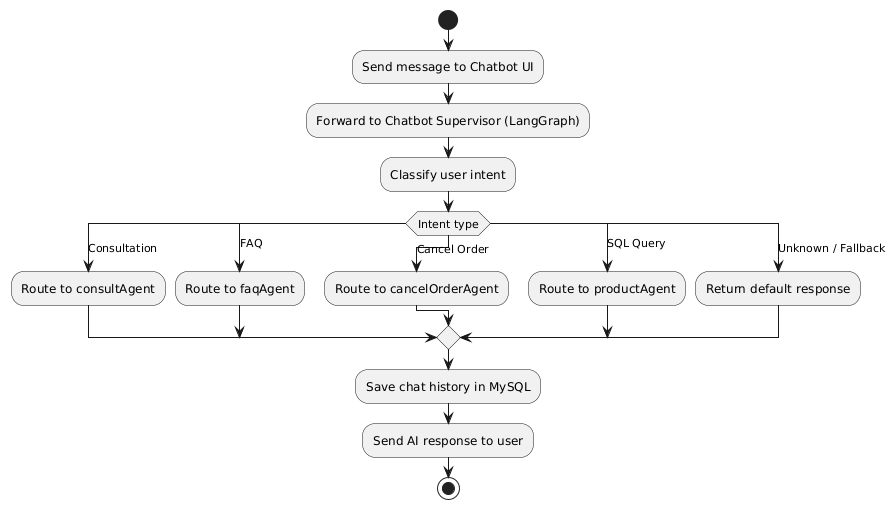 Send message to Chatbot UI
Forward to Chatbot Supervisor (LangGraph)
Classify user intent
Intent type
Consultation
FAQ
Cancel Order
SQL Query
Unknown / Fallback
Route to consultAgent
Route to faqAgent
Route to cancelOrderAgent
Route to productAgent
Return default response
Save chat history in MySQL
Send AI response to user